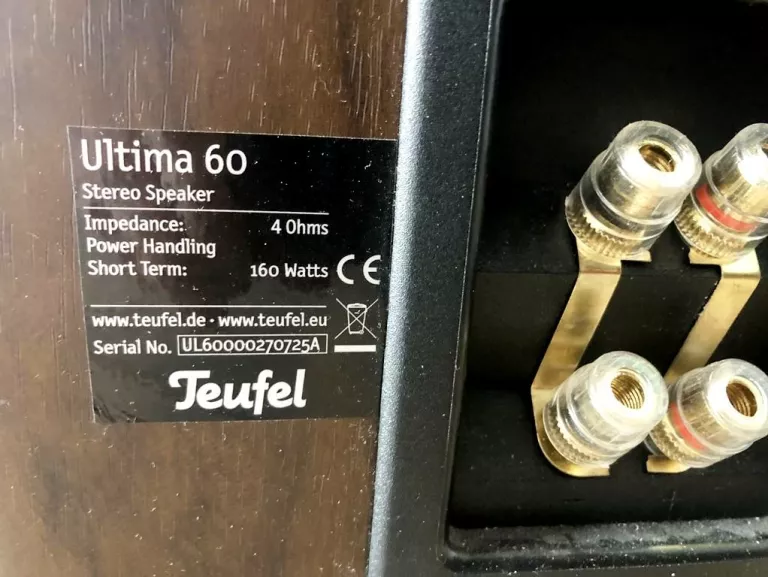 Ultima 60
Stereo Speaker
Impedance: 4 Ohms
Power Handling
Short Term: 160 Watts CE
www.teufel.de · www.teufel.eu
Serial No. UL60000270725A
Teufel